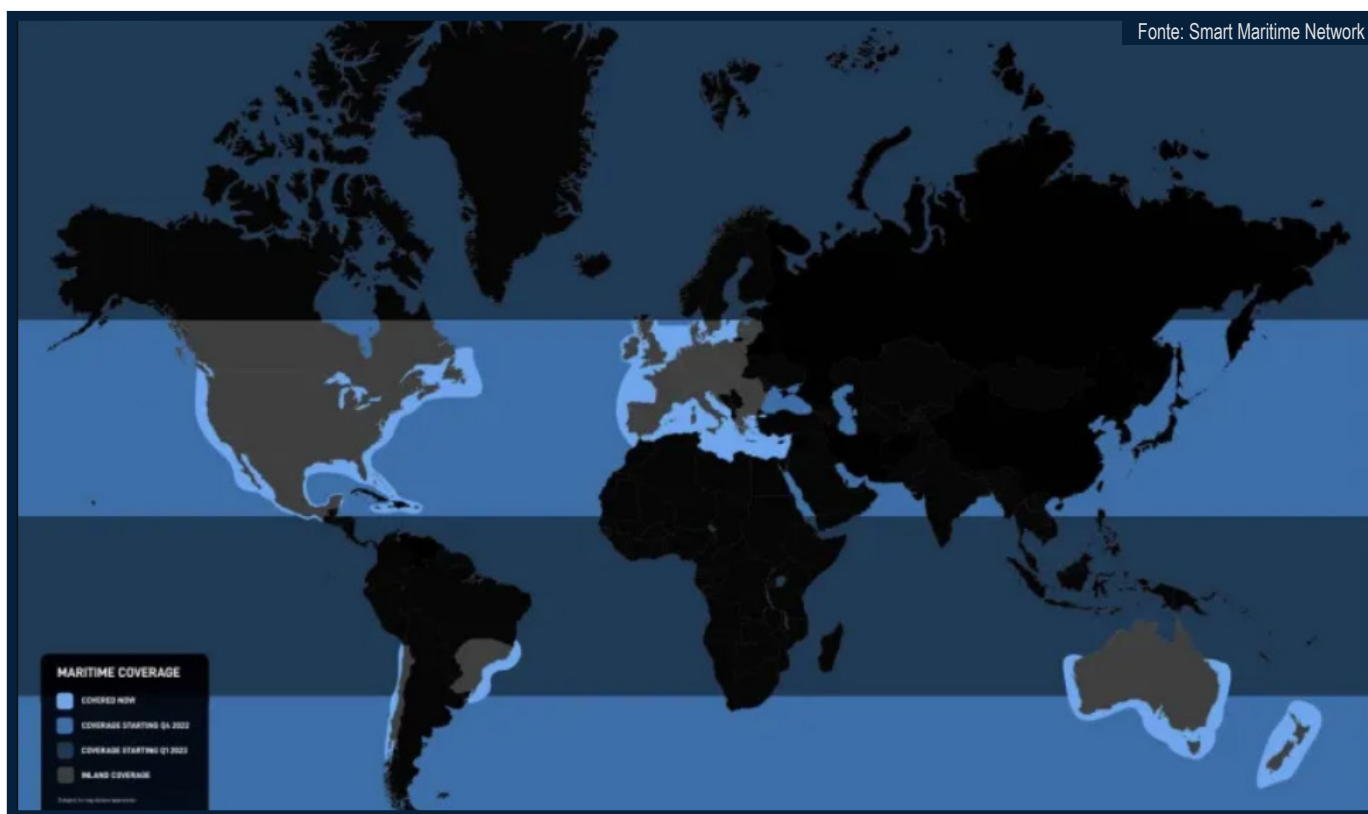 Fonte: Smart Maritime Network
MARITIME COVERAGE
COVERED NOW
COVERAGE STARTING Q4 2022
COVERAGE STARTING Q1 2023
INLAND COVERAGE